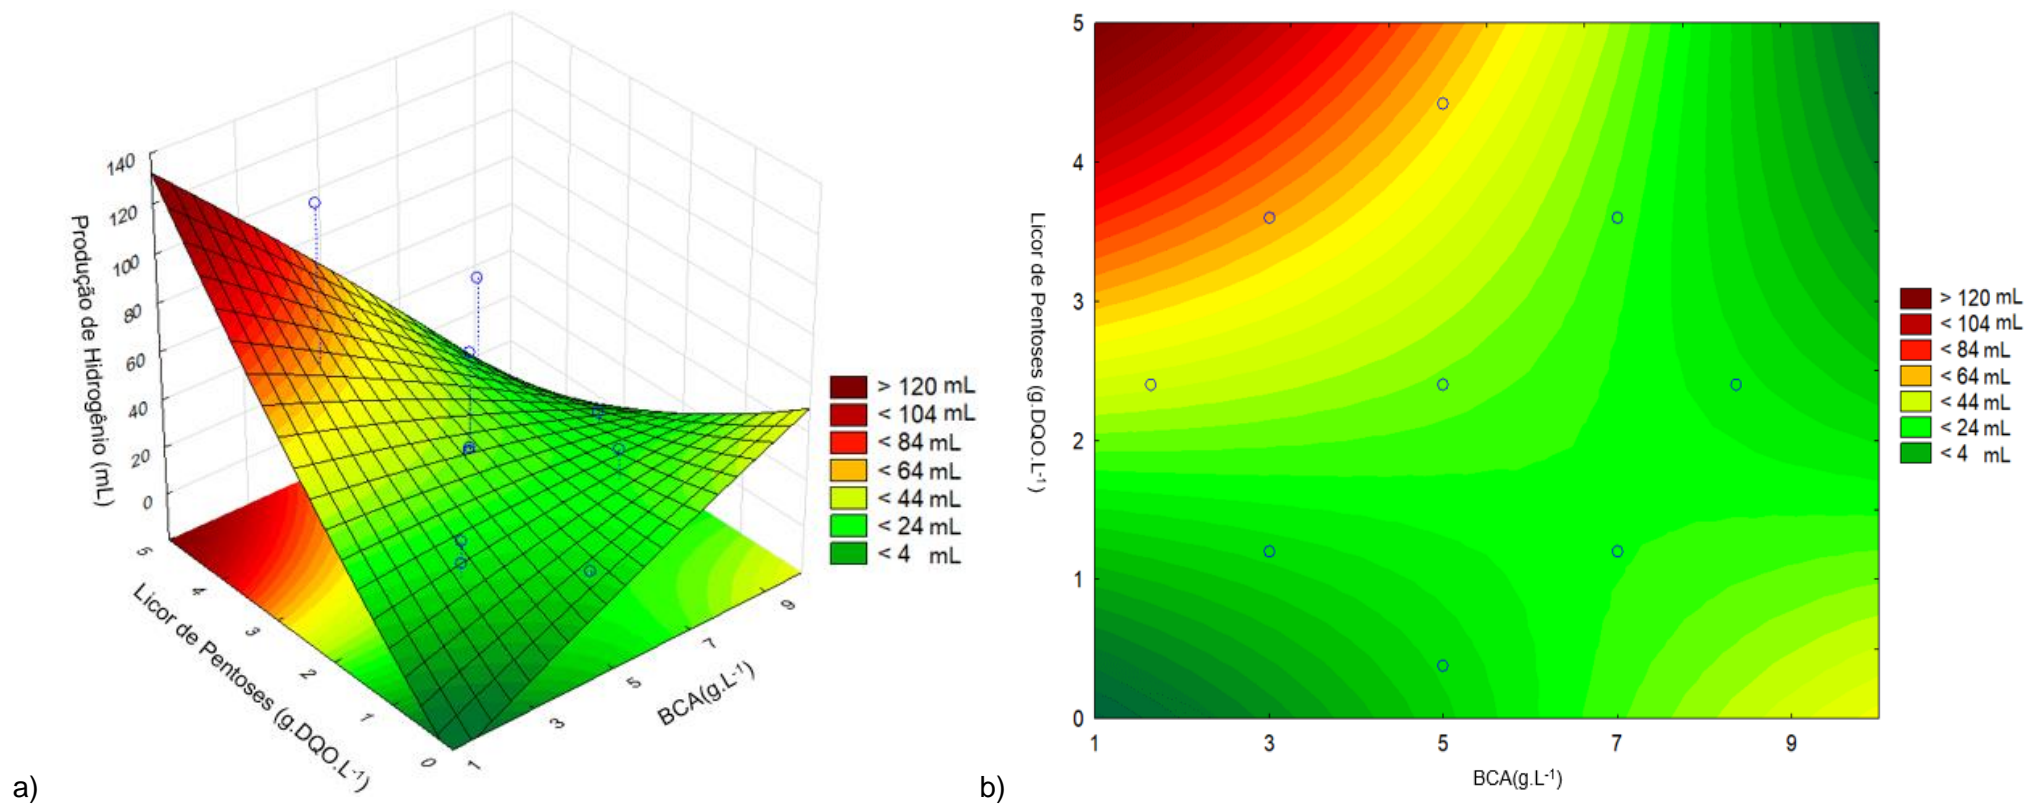 140
120
100
80
60
40
20
0
Produção de Hidrogênio (mL)
5
4
3
2
1
0
Licor de Pentoses (g.DQO.L-1)
1
3
5
7
9
BCA(g.L-1)
> 120 mL
< 104 mL
< 84 mL
< 64 mL
< 44 mL
< 24 mL
< 4 mL
a)
5
4
3
2
1
0
Licor de Pentoses (g.DQO.L-1)
1
3
5
7
9
BCA(g.L-1)
> 120 mL
< 104 mL
< 84 mL
< 64 mL
< 44 mL
< 24 mL
< 4 mL
b)